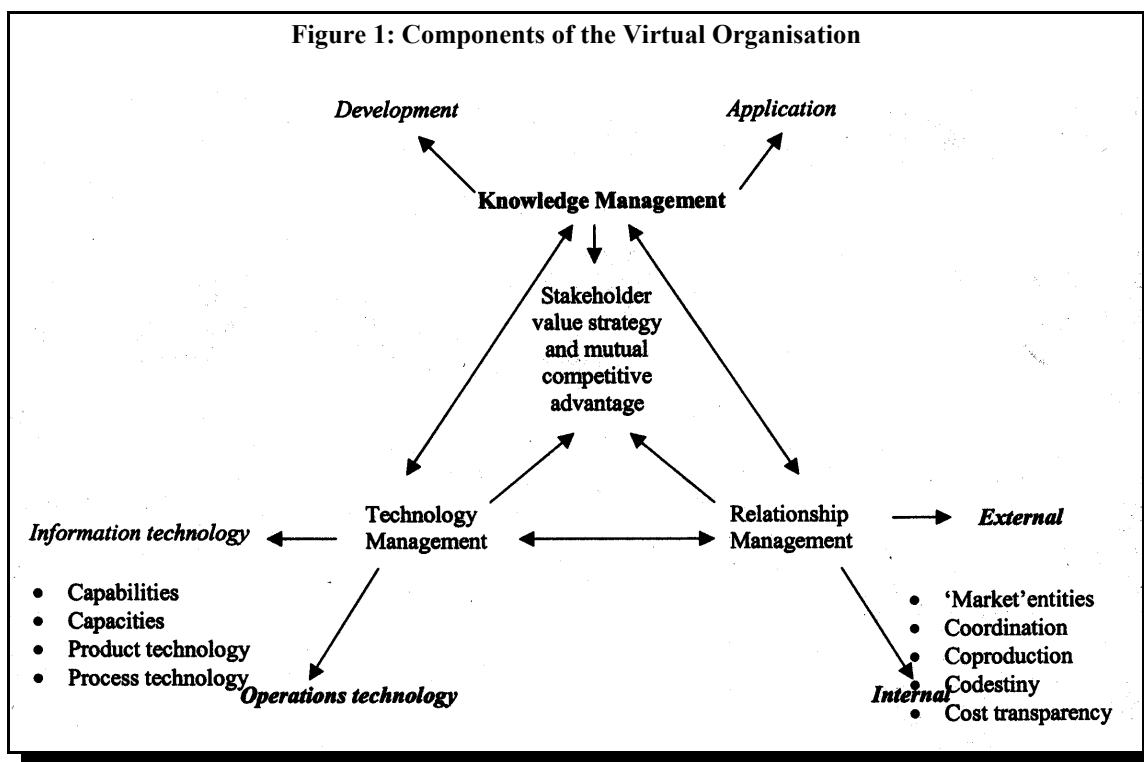 Figure 1: Components of the Virtual Organisation
Development
Application
Knowledge Management
Stakeholder
value strategy
and mutual
competitive
advantage
Information technology
Technology
Management
Relationship
Management
External
• Capabilities
• Capacities
• Product technology
• Process technology
Operations technology
Internal
• ‘Market’entities
• Coordination
• Coproduction
• Codestiny
• Cost transparency